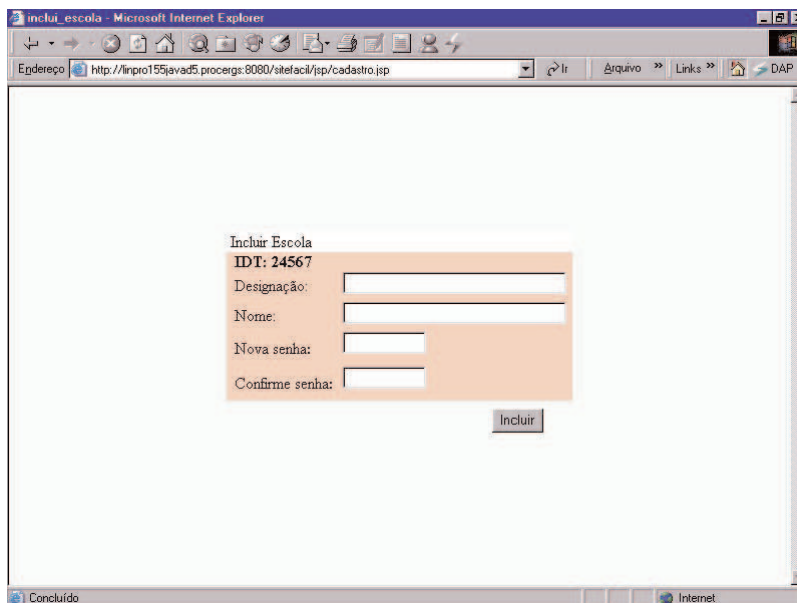 inclui_escola - Microsoft Internet Explorer
Endereço http://linpro155javad5.procergs:8080/sitefacil/jsp/cadastro.jsp Ir Arquivo » Links » DAP
Incluir Escola
IDT: 24567
Designação:
Nome:
Nova senha:
Confirme senha:
Incluir
Concluído Internet